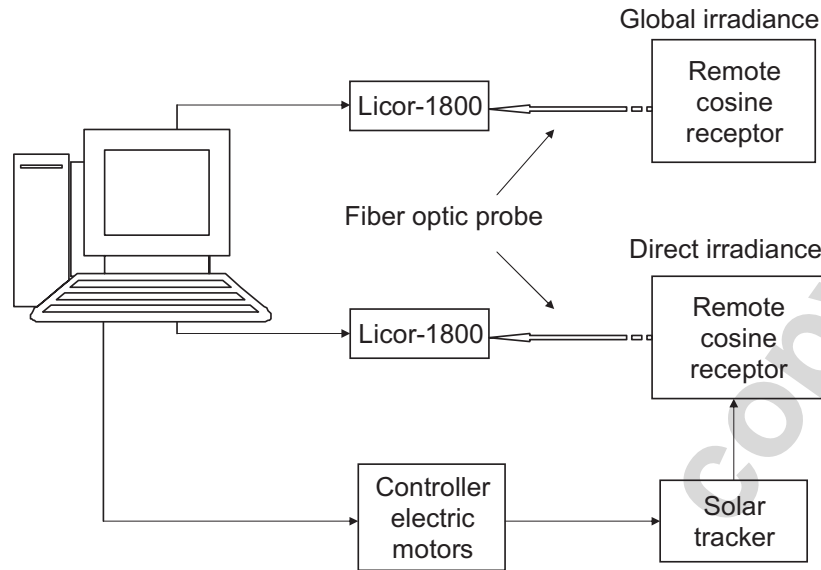 Global irradiance
Remote
cosine
receptor
Licor-1800
Fiber optic probe
Direct irradiance
Remote
cosine
receptor
Licor-1800
Controller
electric
motors
Solar
tracker